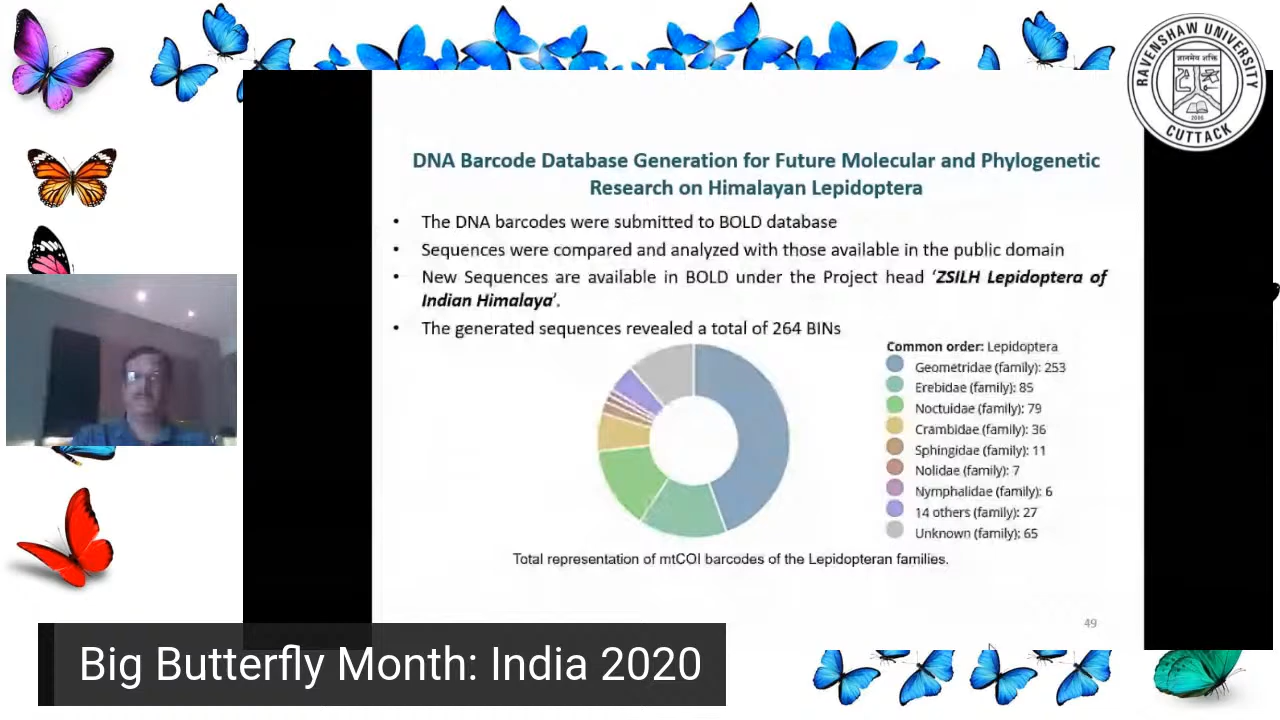 RAVENSHAW UNIVERSITY
ज्ञानमेव शक्ति
2006
CUTTACK
DNA Barcode Database Generation for Future Molecular and Phylogenetic
Research on Himalayan Lepidoptera
• The DNA barcodes were submitted to BOLD database
• Sequences were compared and analyzed with those available in the public domain
• New Sequences are available in BOLD under the Project head ‘ZSILH Lepidoptera of
Indian Himalaya’.
• The generated sequences revealed a total of 264 BINs
Common order: Lepidoptera
Geometridae (family): 253
Erebidae (family): 85
Noctuidae (family): 79
Crambidae (family): 36
Sphingidae (family): 11
Nolidae (family): 7
Nymphalidae (family): 6
14 others (family): 27
Unknown (family): 65
Total representation of mtCOI barcodes of the Lepidopteran families.
49
Big Butterfly Month: India 2020